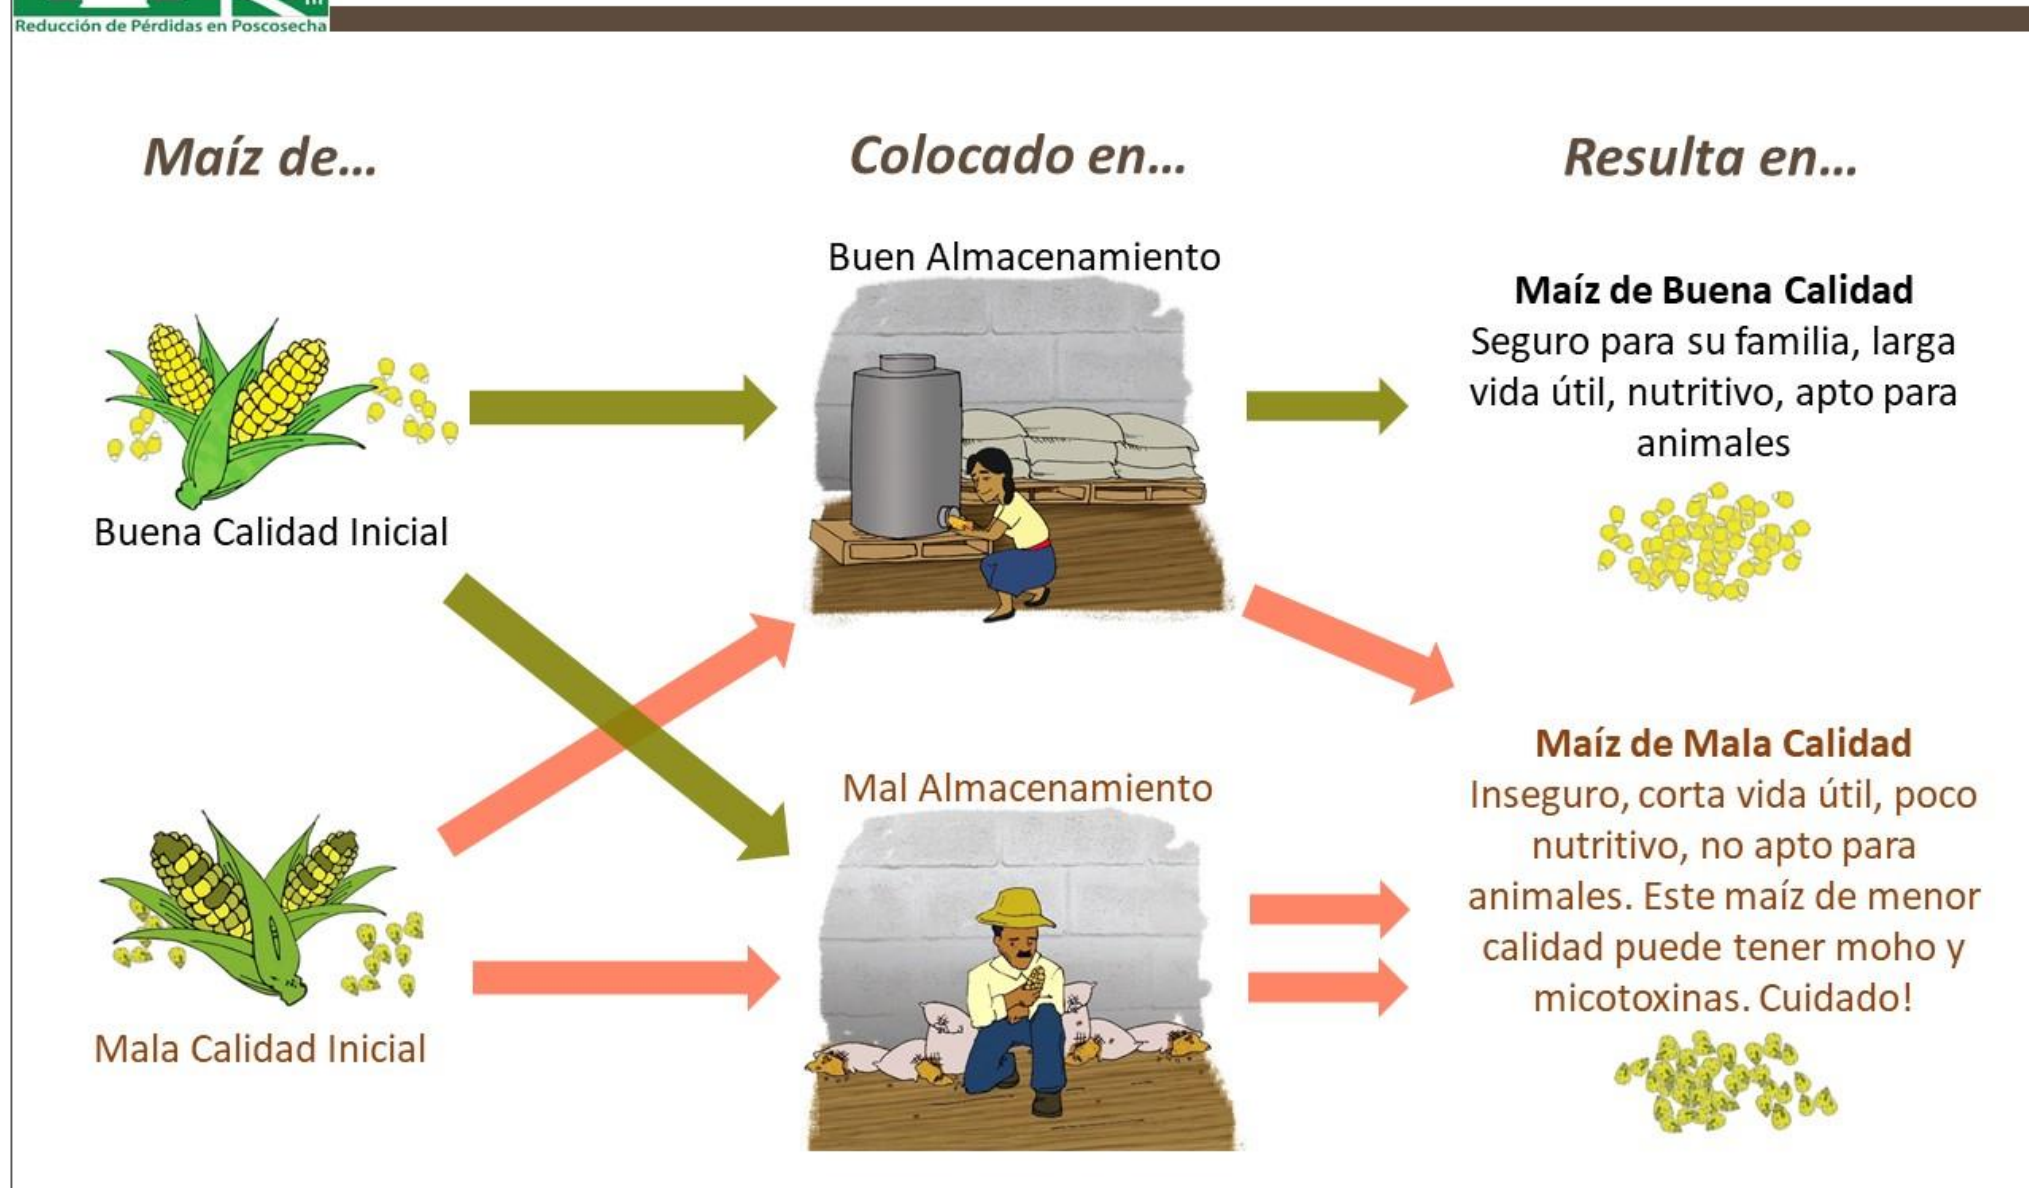 Reducción de Pérdidas en Poscosecha
Maíz de...
Colocado en...
Resulta en...
Buen Almacenamiento
Maíz de Buena Calidad
Seguro para su familia, larga
vida útil, nutritivo, apto para
animales
Buena Calidad Inicial
Mal Almacenamiento
Maíz de Mala Calidad
Inseguro, corta vida útil, poco
nutritivo, no apto para
animales. Este maíz de menor
calidad puede tener moho y
micotoxinas. Cuidado!
Mala Calidad Inicial